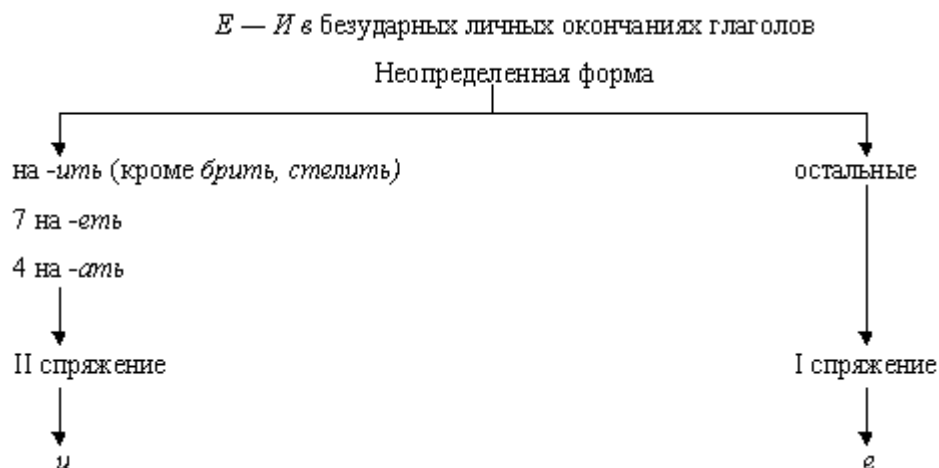 Е — И в безударных личных окончаниях глаголов
Неопределенная форма
на -ить (кроме брить, стелить) остальные
7 на -еть
4 на -ать
II спряжение I спряжение
и е